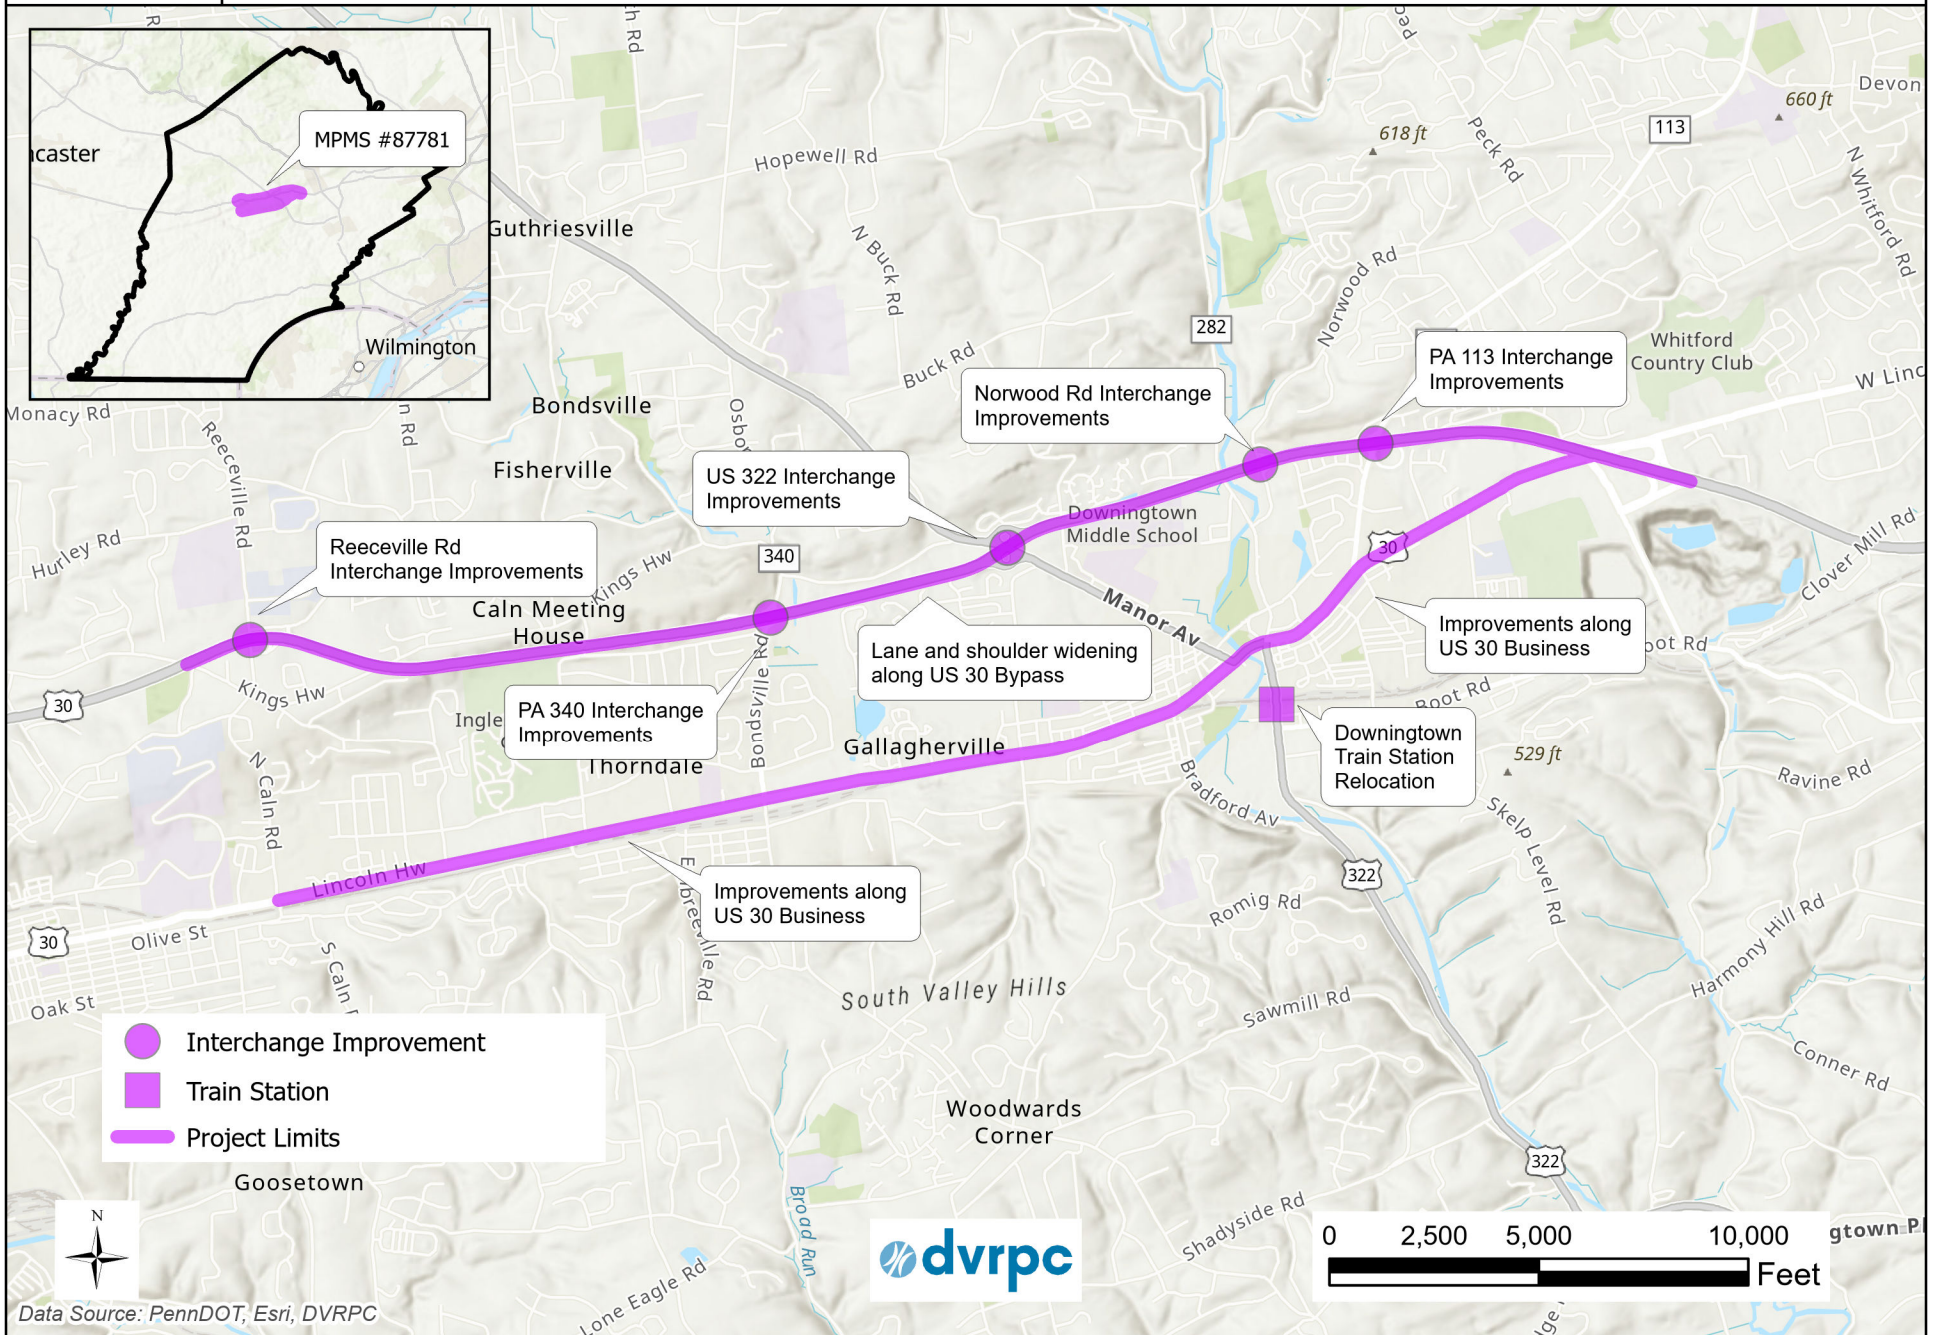 ncaster
MPMS #87781
Wilmington
Hopewell Rd
618 ft
Peck Rd
113
660 ft
Devon
N Whitford Rd
Guthriesville
N Buck Rd
Norwood Rd
282
Buck Rd
Whitford
Country Club
W Linc
PA 113 Interchange
Improvements
Norwood Rd Interchange
Improvements
Monacy Rd
Reeceville Rd
n Rd
Bondsville
Osbor
Fisherville
US 322 Interchange
Improvements
Downingtown
Middle School
30
Hurley Rd
Reeceville Rd
Interchange Improvements
Kings Hw
340
Caln Meeting
House
Manor Av
Clover Mill Rd
Lane and shoulder widening
along US 30 Bypass
Improvements along
US 30 Business
oot Rd
Boot Rd
30
Kings Hw
PA 340 Interchange
Improvements
Bondsville Rd
Ingle
Thorndale
Gallagherville
Downingtown
Train Station
Relocation
529 ft
Ravine Rd
N Caln Rd
Bradford Av
Skelp Level Rd
Lincoln Hw
Improvements along
US 30 Business
322
Romig Rd
Harmony Hill Rd
30
Olive St
Oak St
South Valley Hills
Sawmill Rd
Conner Rd
Interchange Improvement
Train Station
Project Limits
Woodwards
Corner
Goosetown
322
Broad Run
Shadyside Rd
Lone Eagle Rd
N
dvrpc
0 2,500 5,000 10,000
Feet
gtown
Data Source: PennDOT, Esri, DVRPC